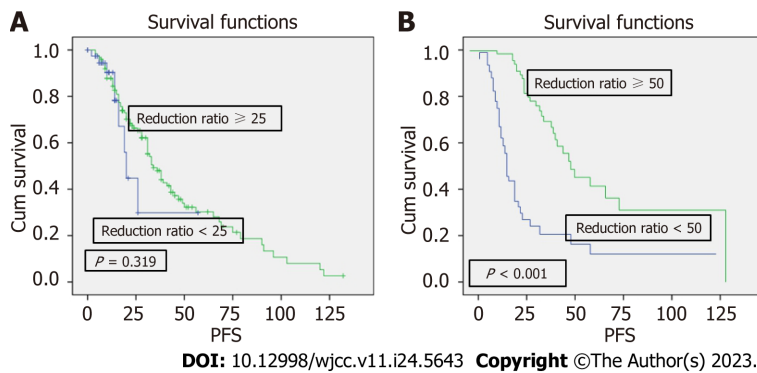 A
Survival functions
1.0
0.8
0.6
0.4
0.2
0.0
Cum survival
Reduction ratio ≥ 25
Reduction ratio < 25
P = 0.319
0 25 50 75 100 125
PFS
B
Survival functions
1.0
0.8
0.6
0.4
0.2
0.0
Cum survival
Reduction ratio ≥ 50
Reduction ratio < 50
P < 0.001
0 25 50 75 100 125
PFS
DOI: 10.12998/wjcc.v11.i24.5643 Copyright ©The Author(s) 2023.